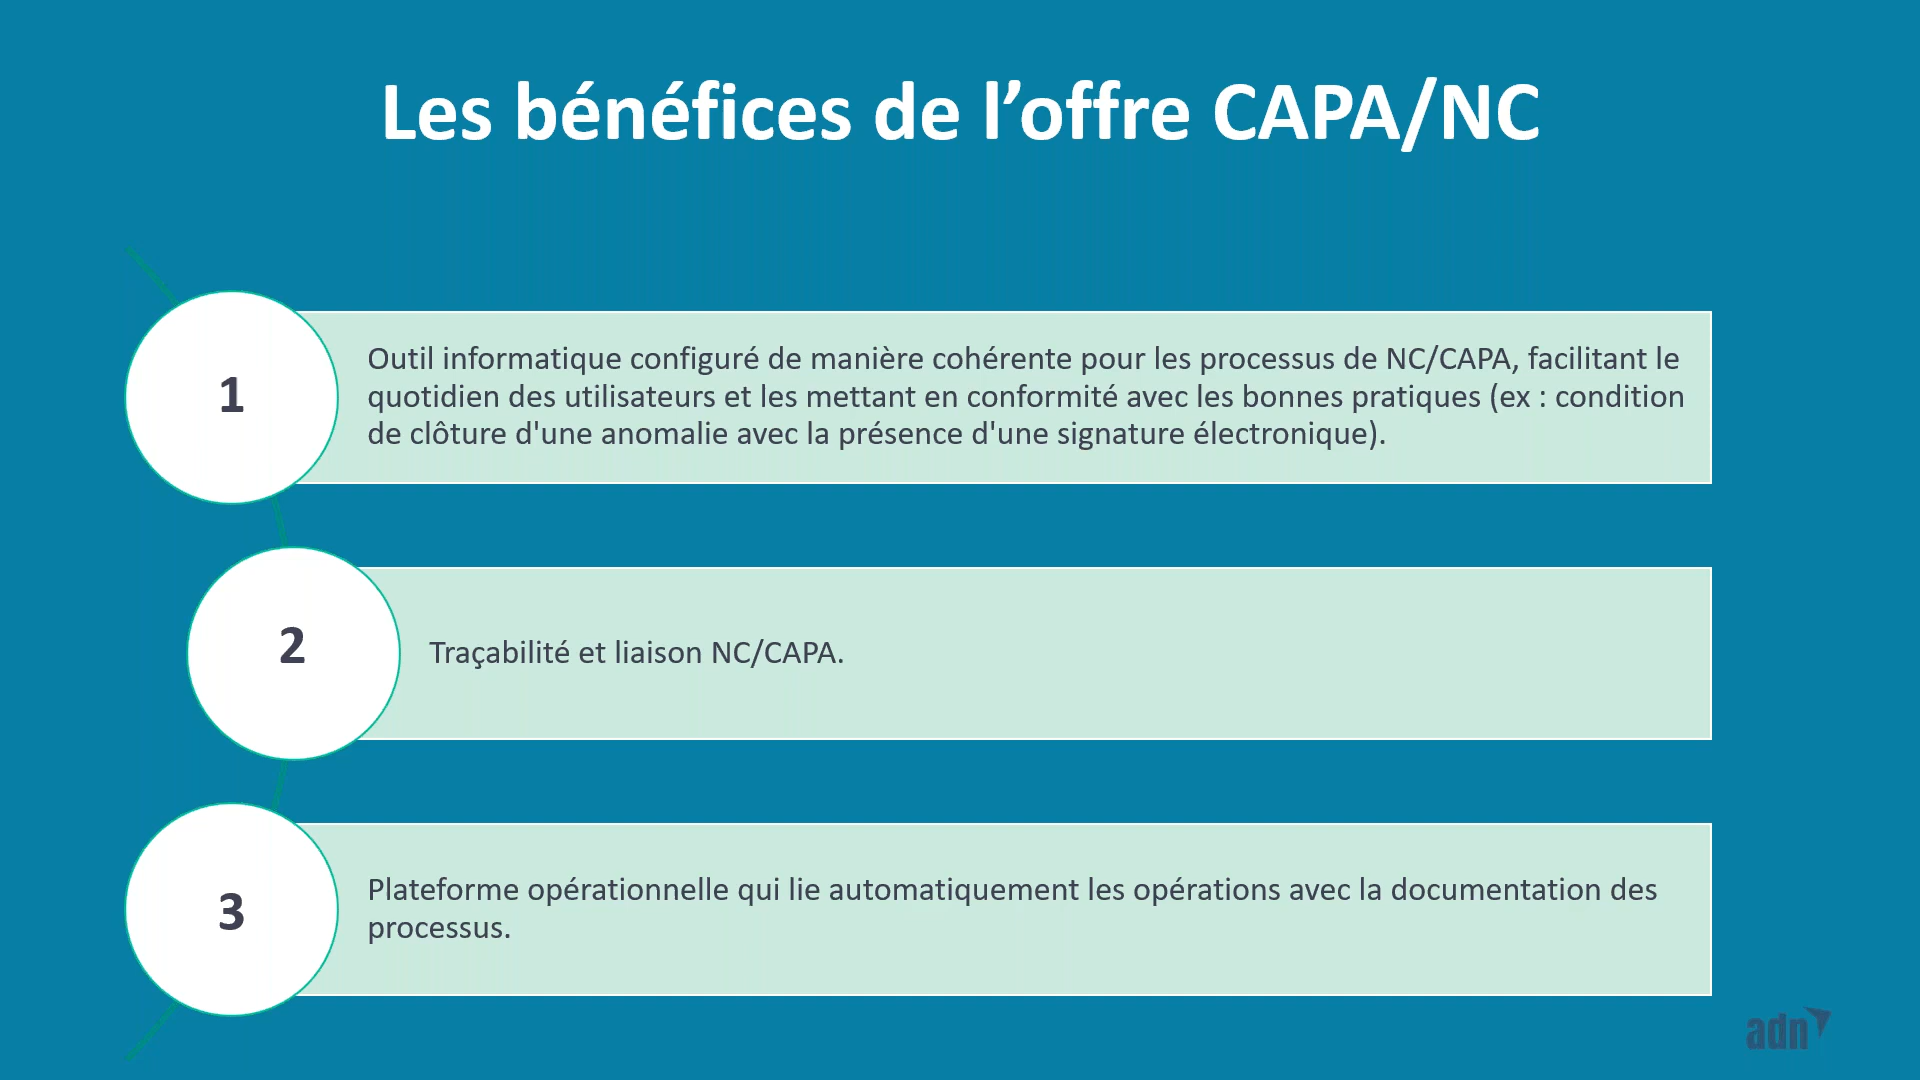 Les bénéfices de l’offre CAPA/NC
1
Outil informatique configuré de manière cohérente pour les processus de NC/CAPA, facilitant le
quotidien des utilisateurs et les mettant en conformité avec les bonnes pratiques (ex : condition
de clôture d'une anomalie avec la présence d'une signature électronique).
2
Traçabilité et liaison NC/CAPA.
3
Plateforme opérationnelle qui lie automatiquement les opérations avec la documentation des
processus.
adn